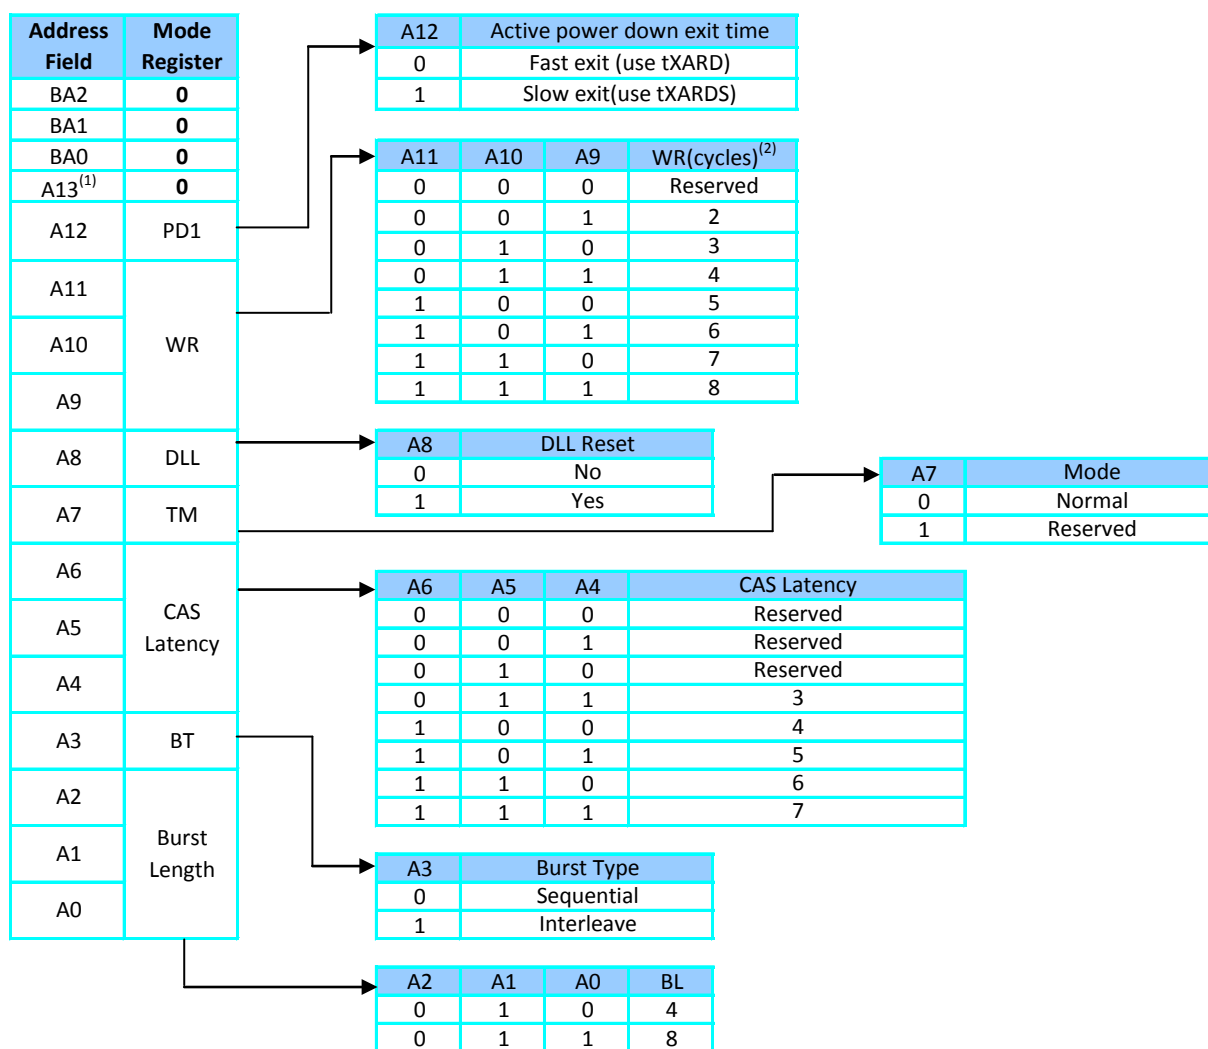 Address Field Mode Register
BA2 0
BA1 0
BA0 0
A13(1) 0
A12 PD1
A11
A10 WR
A9
A8 DLL
A7 TM
A6
A5 CAS Latency
A4
A3 BT
A2
A1 Burst Length
A0
A12 Active power down exit time
0 Fast exit (use tXARD)
1 Slow exit(use tXARDS)
A11 A10 A9 WR(cycles)(2)
0 0 0 Reserved
0 0 1 2
0 1 0 3
0 1 1 4
1 0 0 5
1 0 1 6
1 1 0 7
1 1 1 8
A8 DLL Reset
0 No
1 Yes
A7 Mode
0 Normal
1 Reserved
A6 A5 A4 CAS Latency
0 0 0 Reserved
0 0 1 Reserved
0 1 0 Reserved
0 1 1 3
1 0 0 4
1 0 1 5
1 1 0 6
1 1 1 7
A3 Burst Type
0 Sequential
1 Interleave
A2 A1 A0 BL
0 1 0 4
0 1 1 8